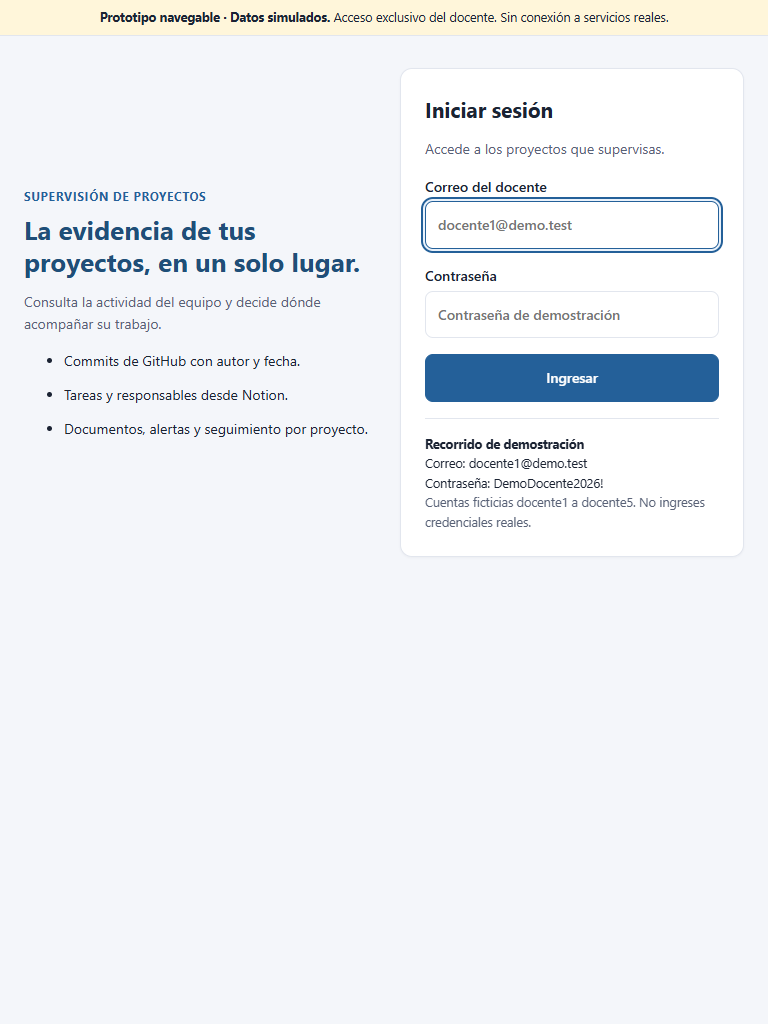 Prototipo navegable · Datos simulados. Acceso exclusivo del docente. Sin conexión a servicios reales.
SUPERVISIÓN DE PROYECTOS
La evidencia de tus
proyectos, en un solo lugar.
Consulta la actividad del equipo y decide dónde
acompañar su trabajo.
• Commits de GitHub con autor y fecha.
• Tareas y responsables desde Notion.
• Documentos, alertas y seguimiento por proyecto.
Iniciar sesión
Accede a los proyectos que supervisas.
Correo del docente
docente1@demo.test
Contraseña
Contraseña de demostración
Ingresar
Recorrido de demostración
Correo: docente1@demo.test
Contraseña: DemoDocente2026!
Cuentas ficticias docente1 a docente5. No ingreses
credenciales reales.